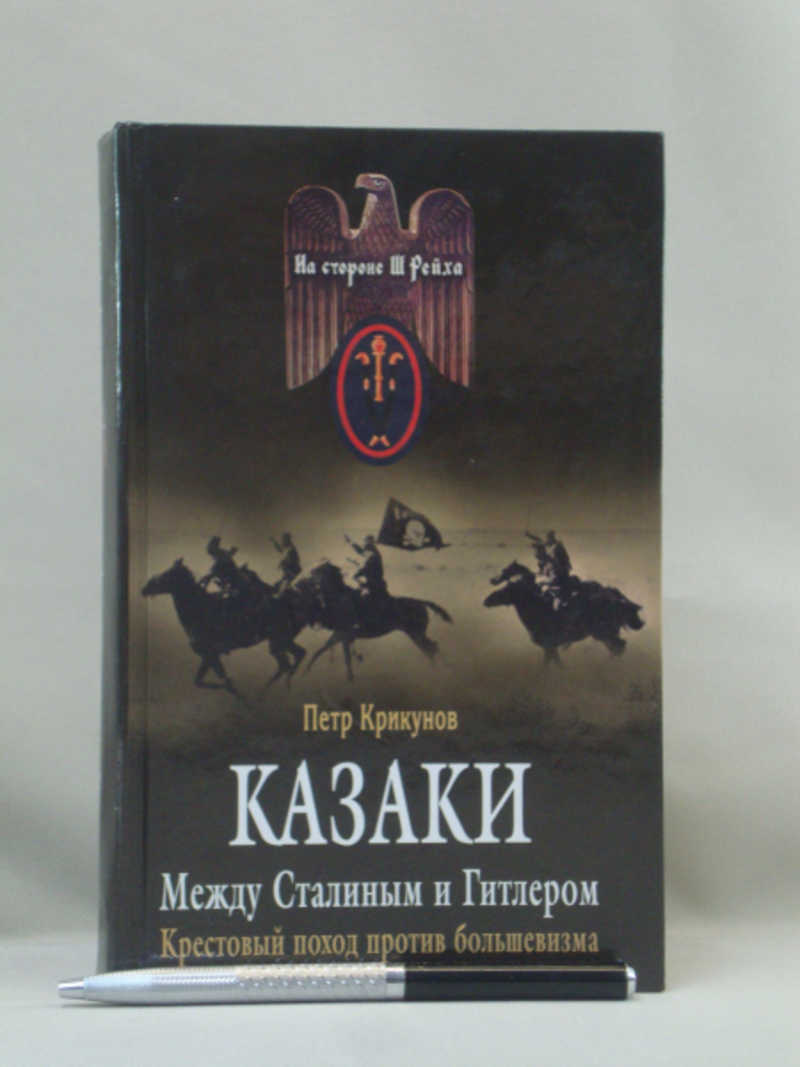 На стороне III Рейха
Петр Крикунов
КАЗАКИ
Между Сталиным и Гитлером
Крестовый поход против большевизма